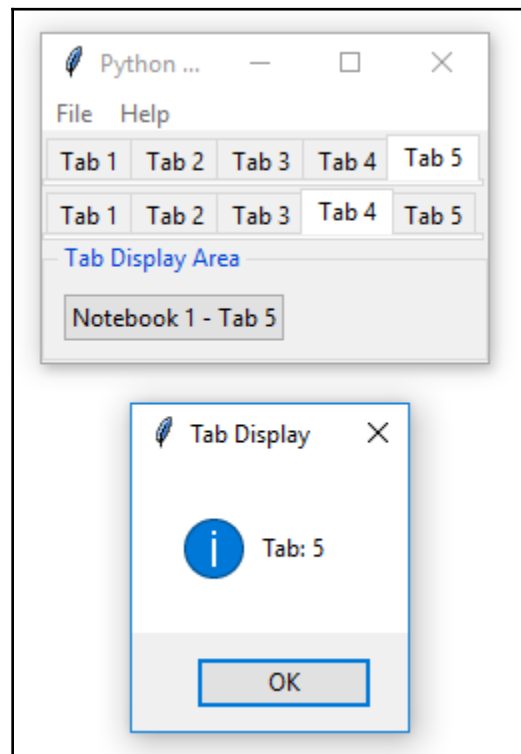 Python ...
File Help
Tab 1 Tab 2 Tab 3 Tab 4 Tab 5
Tab 1 Tab 2 Tab 3 Tab 4 Tab 5
Tab Display Area
Notebook 1 - Tab 5
Tab Display
Tab: 5
OK